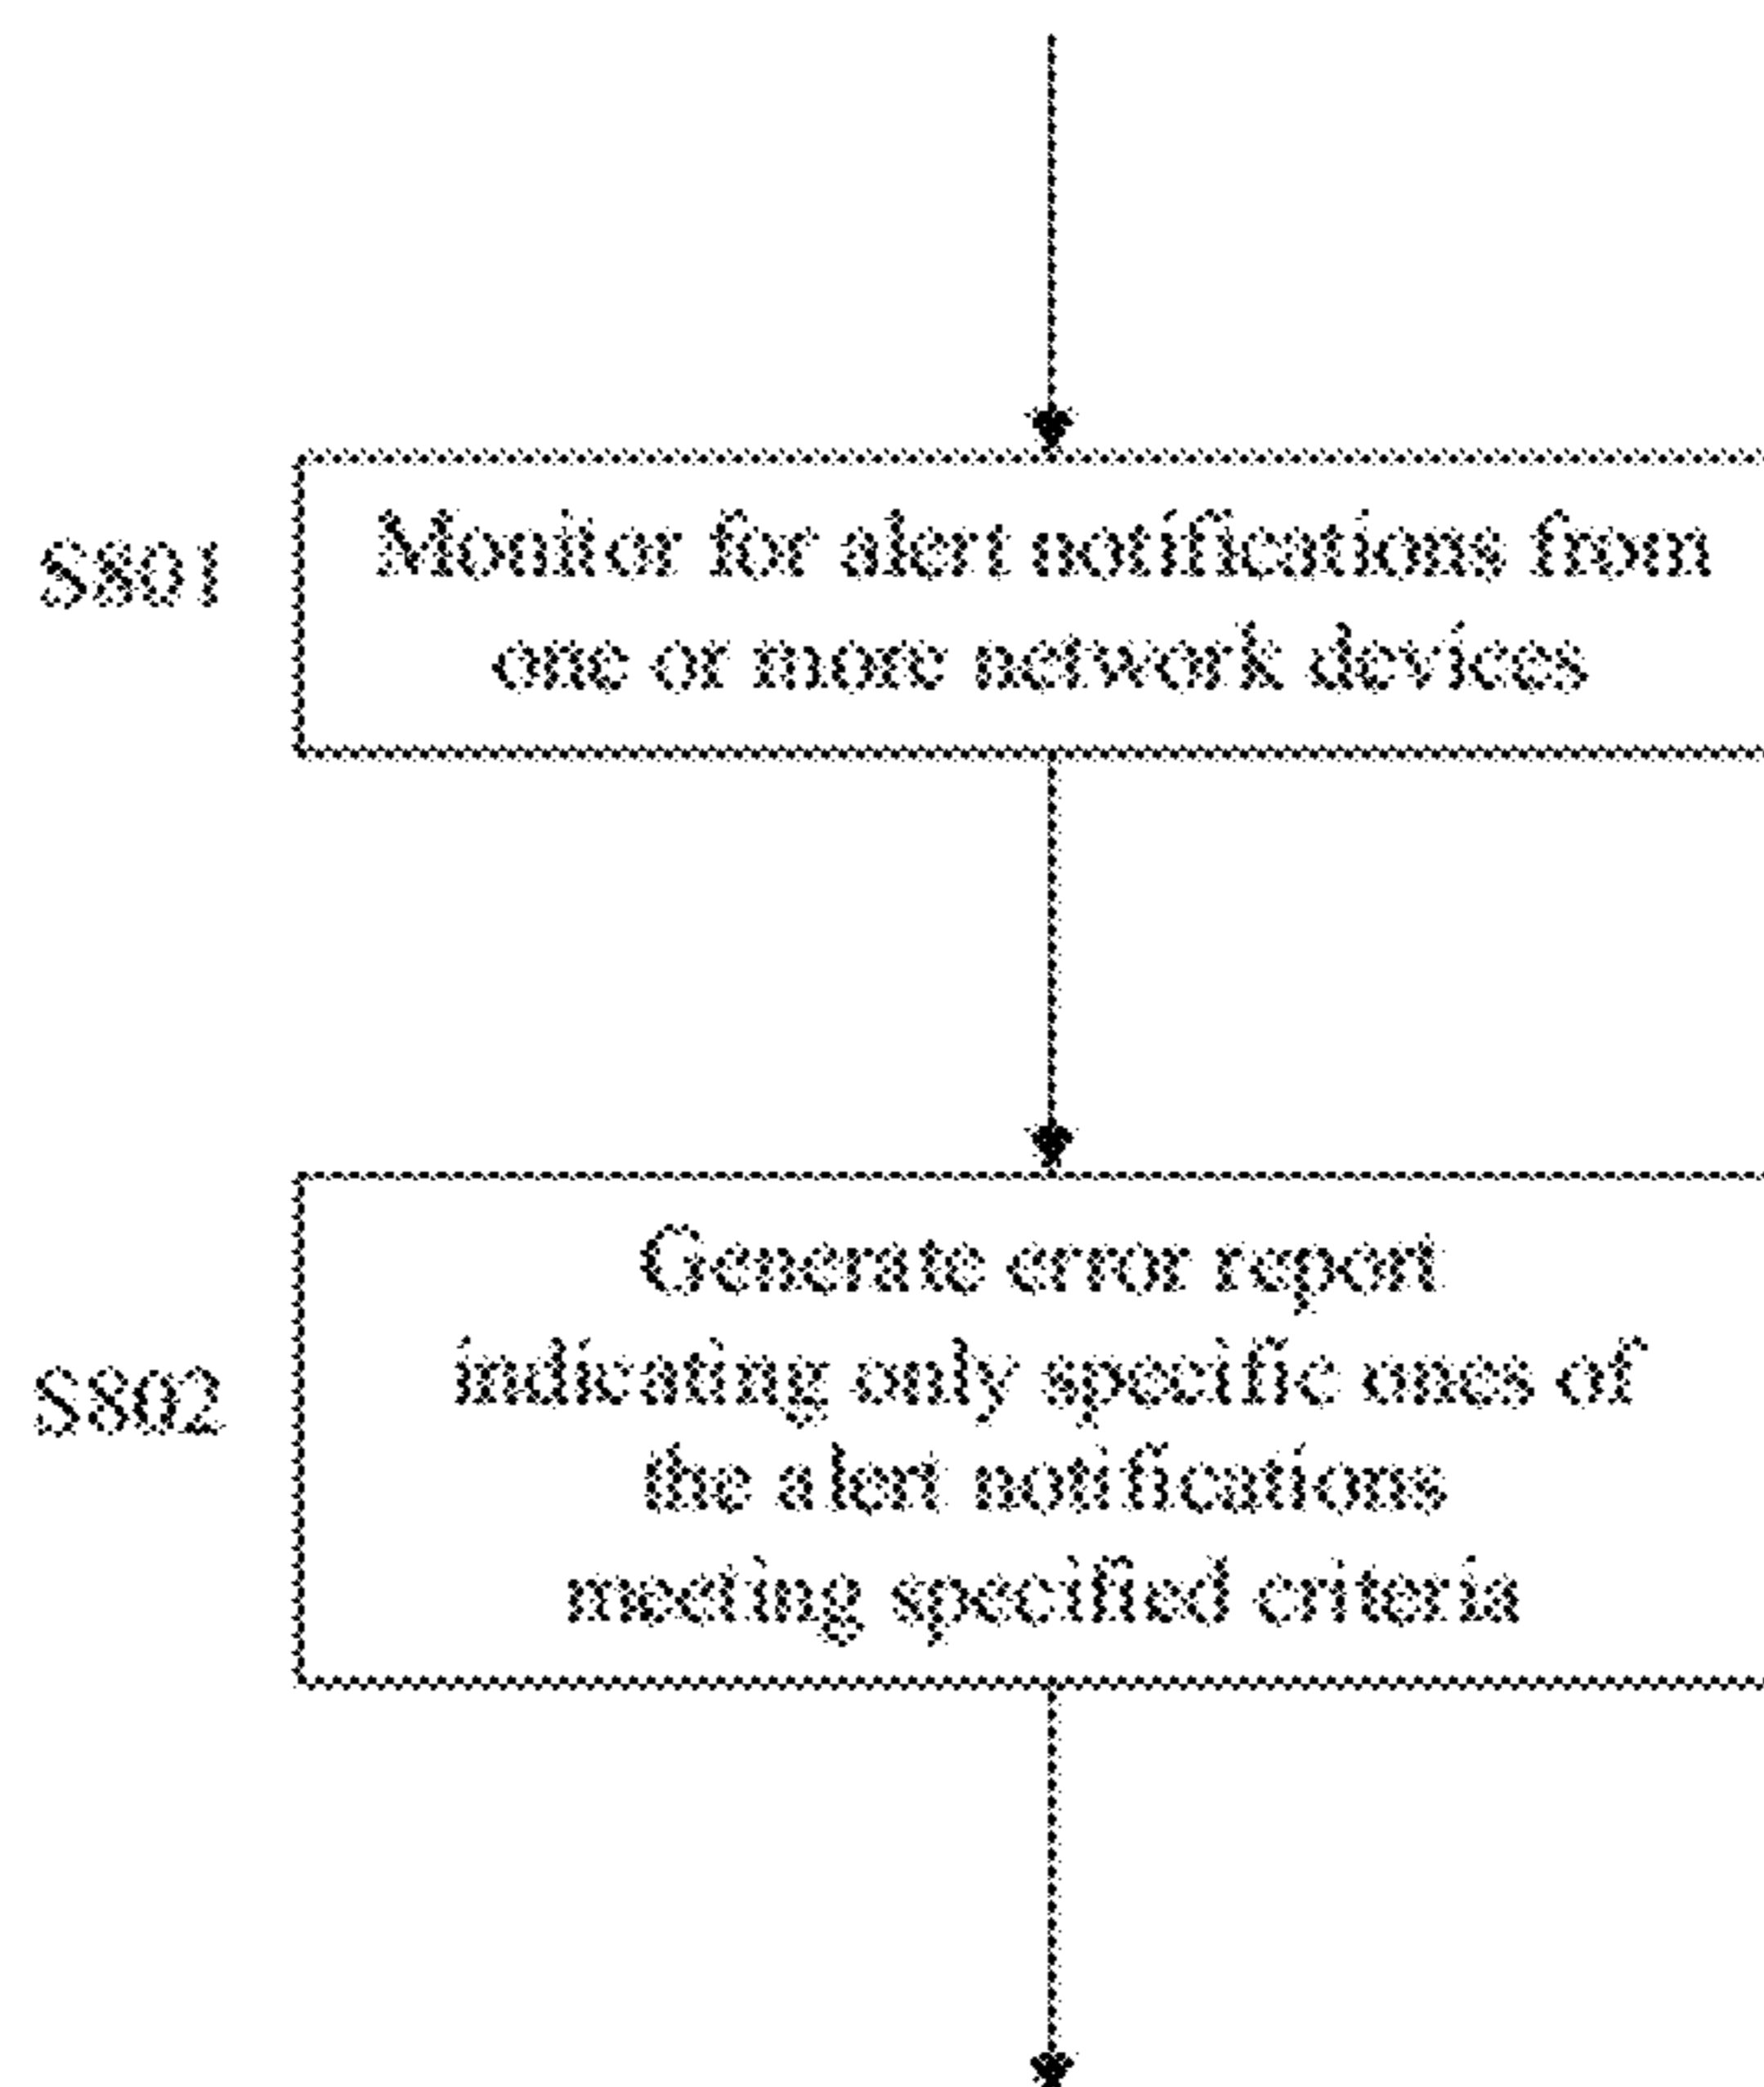 S801
Monitor for alert notifications from
one or more network devices
S802
Generate error report
indicating only specific ones of
the alert notifications
meeting specified criteria